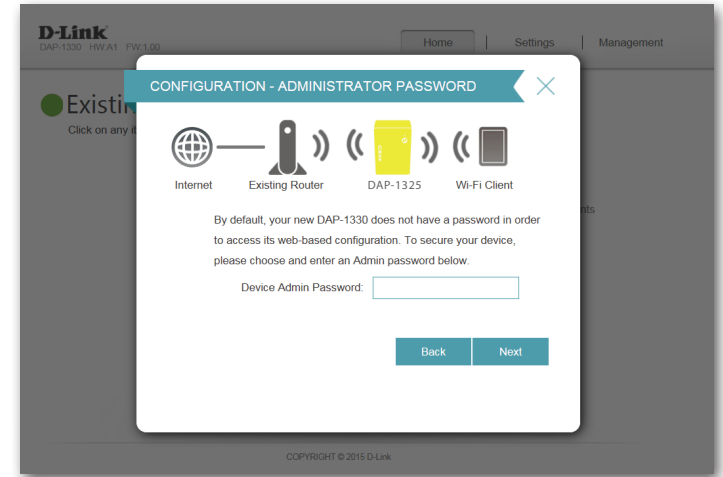 D-Link
DAP-1330 HW:A1 FW:1.00
Home | Settings | Management
CONFIGURATION - ADMINISTRATOR PASSWORD
Existin
Click on any it
Internet Existing Router DAP-1325 Wi-Fi Client
nts
By default, your new DAP-1330 does not have a password in order
to access its web-based configuration. To secure your device,
please choose and enter an Admin password below.
Device Admin Password:
Back Next
COPYRIGHT © 2015 D-Link